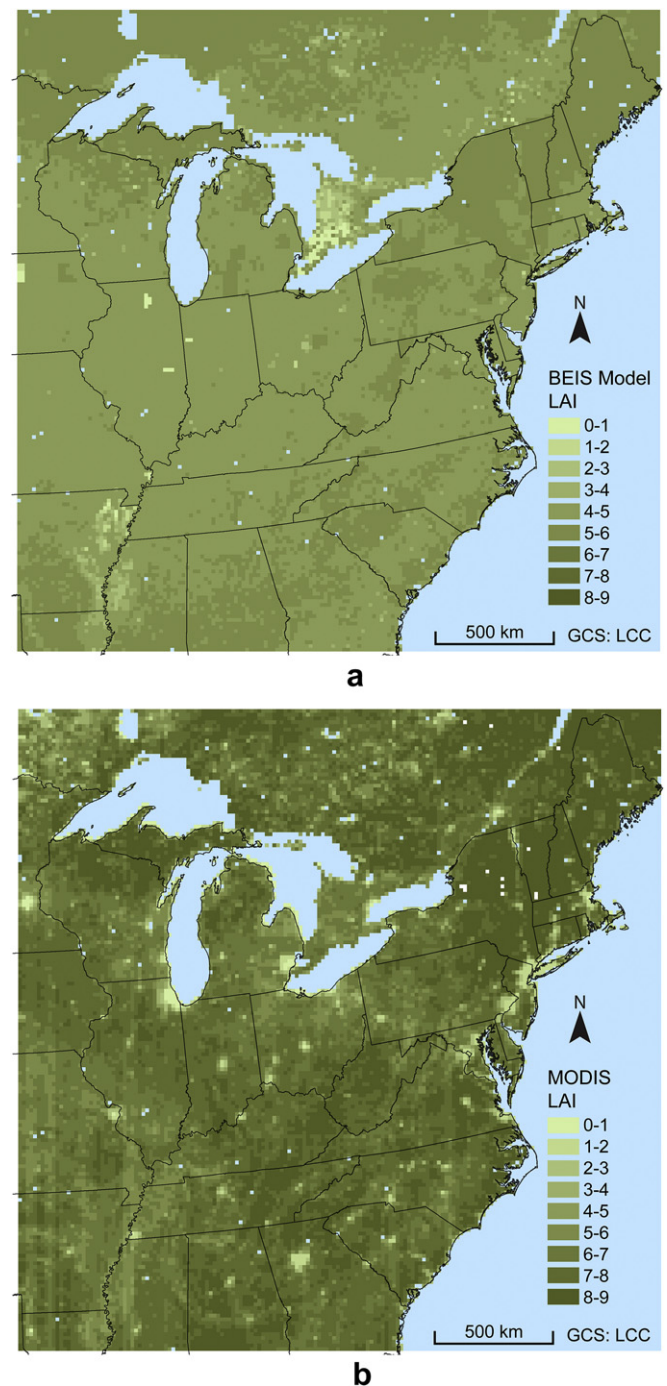 N
BEIS Model
LAI
0-1
1-2
2-3
3-4
4-5
5-6
6-7
7-8
8-9
500 km
GCS: LCC
a
N
MODIS
LAI
0-1
1-2
2-3
3-4
4-5
5-6
6-7
7-8
8-9
500 km
GCS: LCC
b